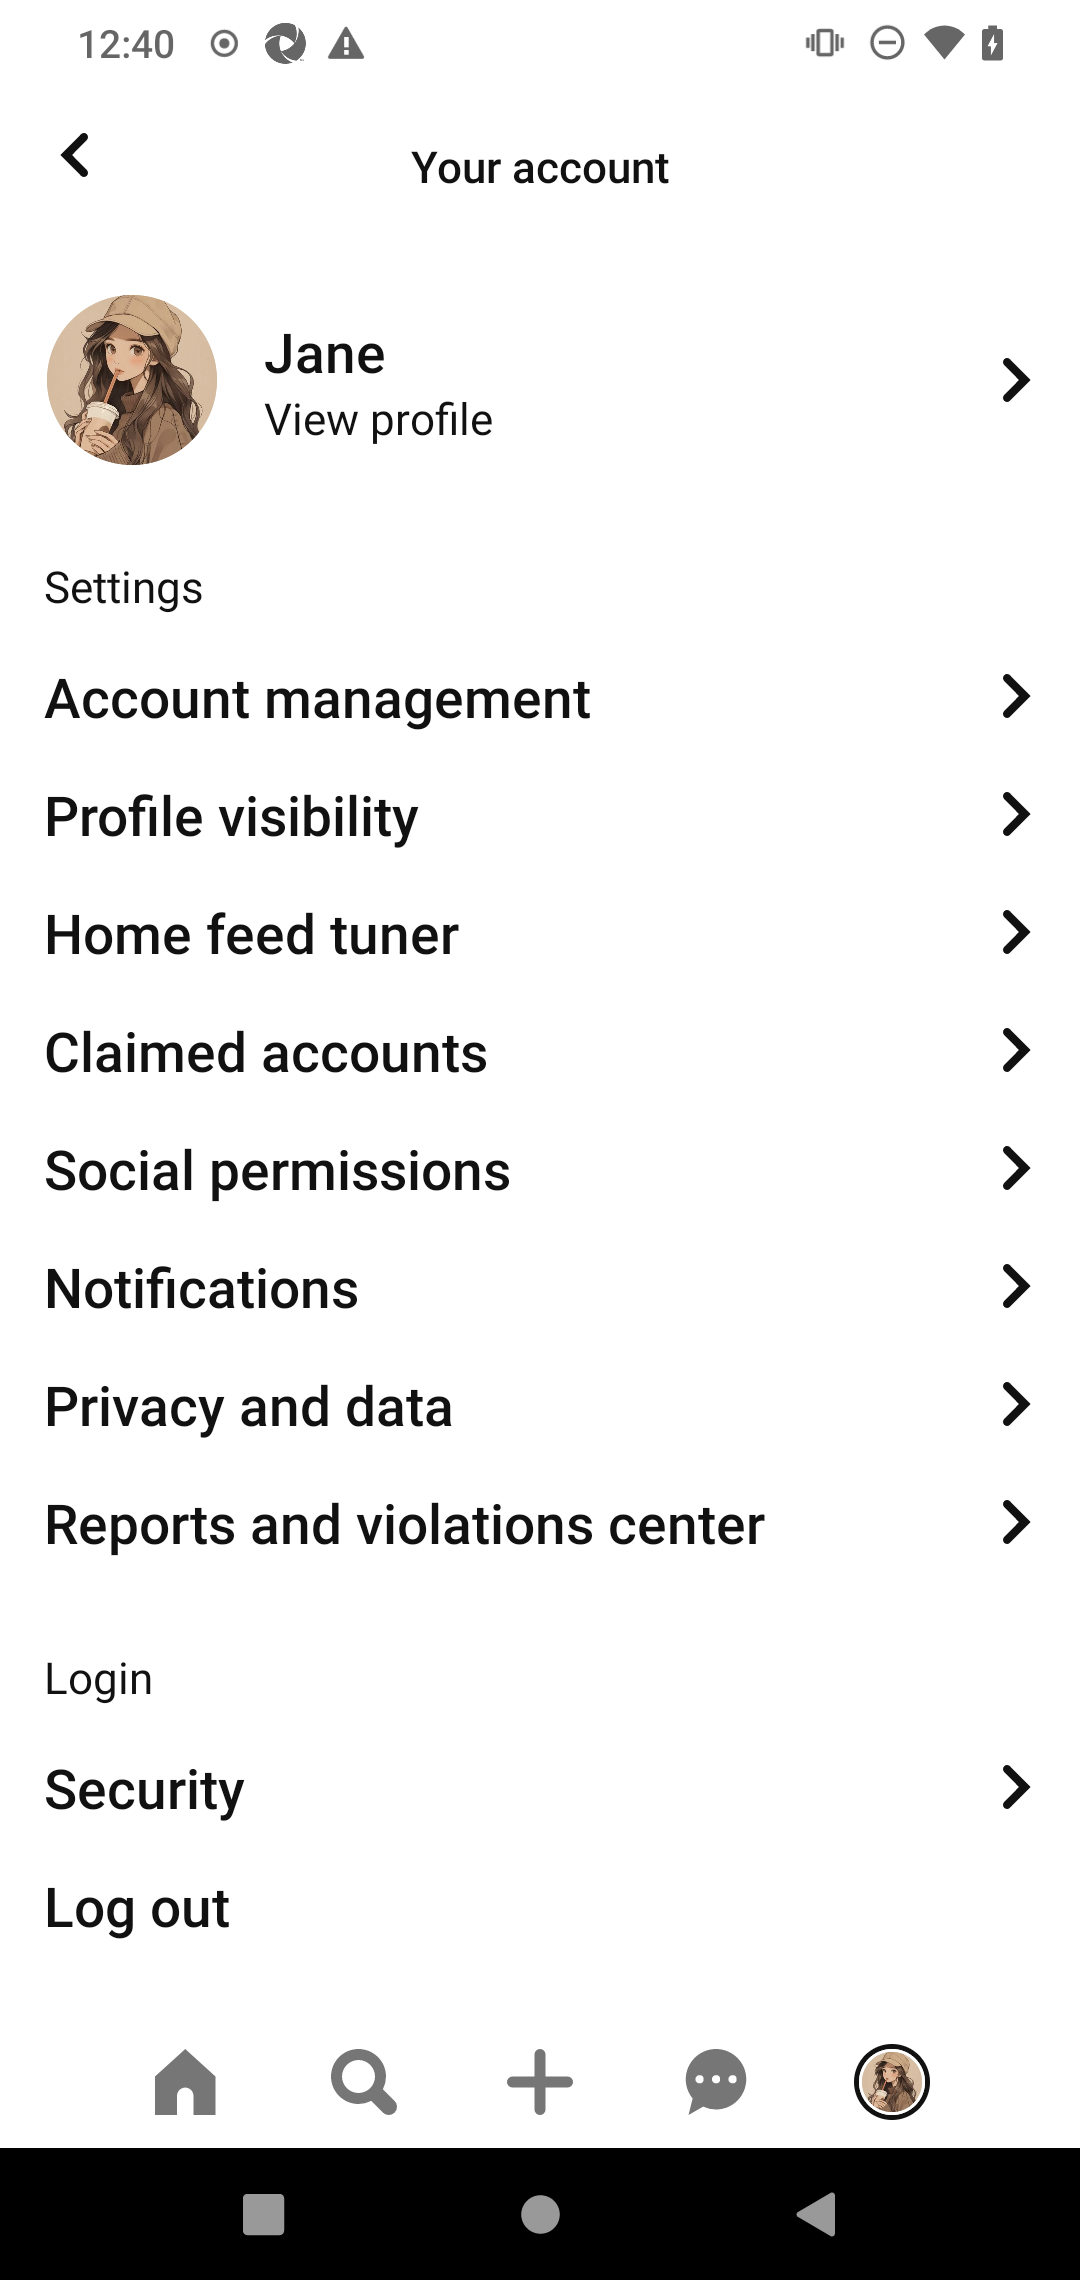 12:40
Your account
Jane
View profile
Settings
Account management
Profile visibility
Home feed tuner
Claimed accounts
Social permissions
Notifications
Privacy and data
Reports and violations center
Login
Security
Log out